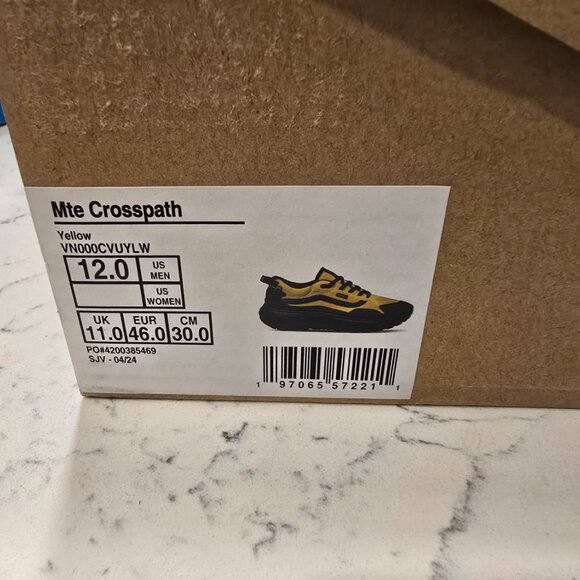 Mte Crosspath
Yellow
VN000CVUYLW
12.0 US MEN
US WOMEN
UK EUR CM
11.0 46.0 30.0
PO#4200385469
SJV - 04/24
1 97065 57221 1